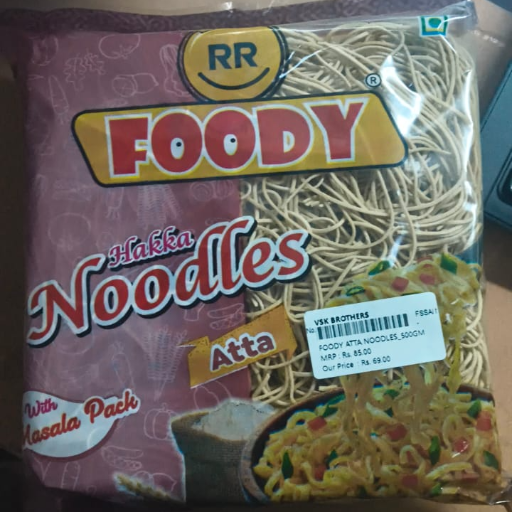 RR
FOODY
®
Hakka
Noodles
Atta
With
Masala Pack
VSK BROTHERS
FSSAI
FOODY ATTA NOODLES_500GM
MRP : Rs. 85.00
Our Price : Rs. 69.00